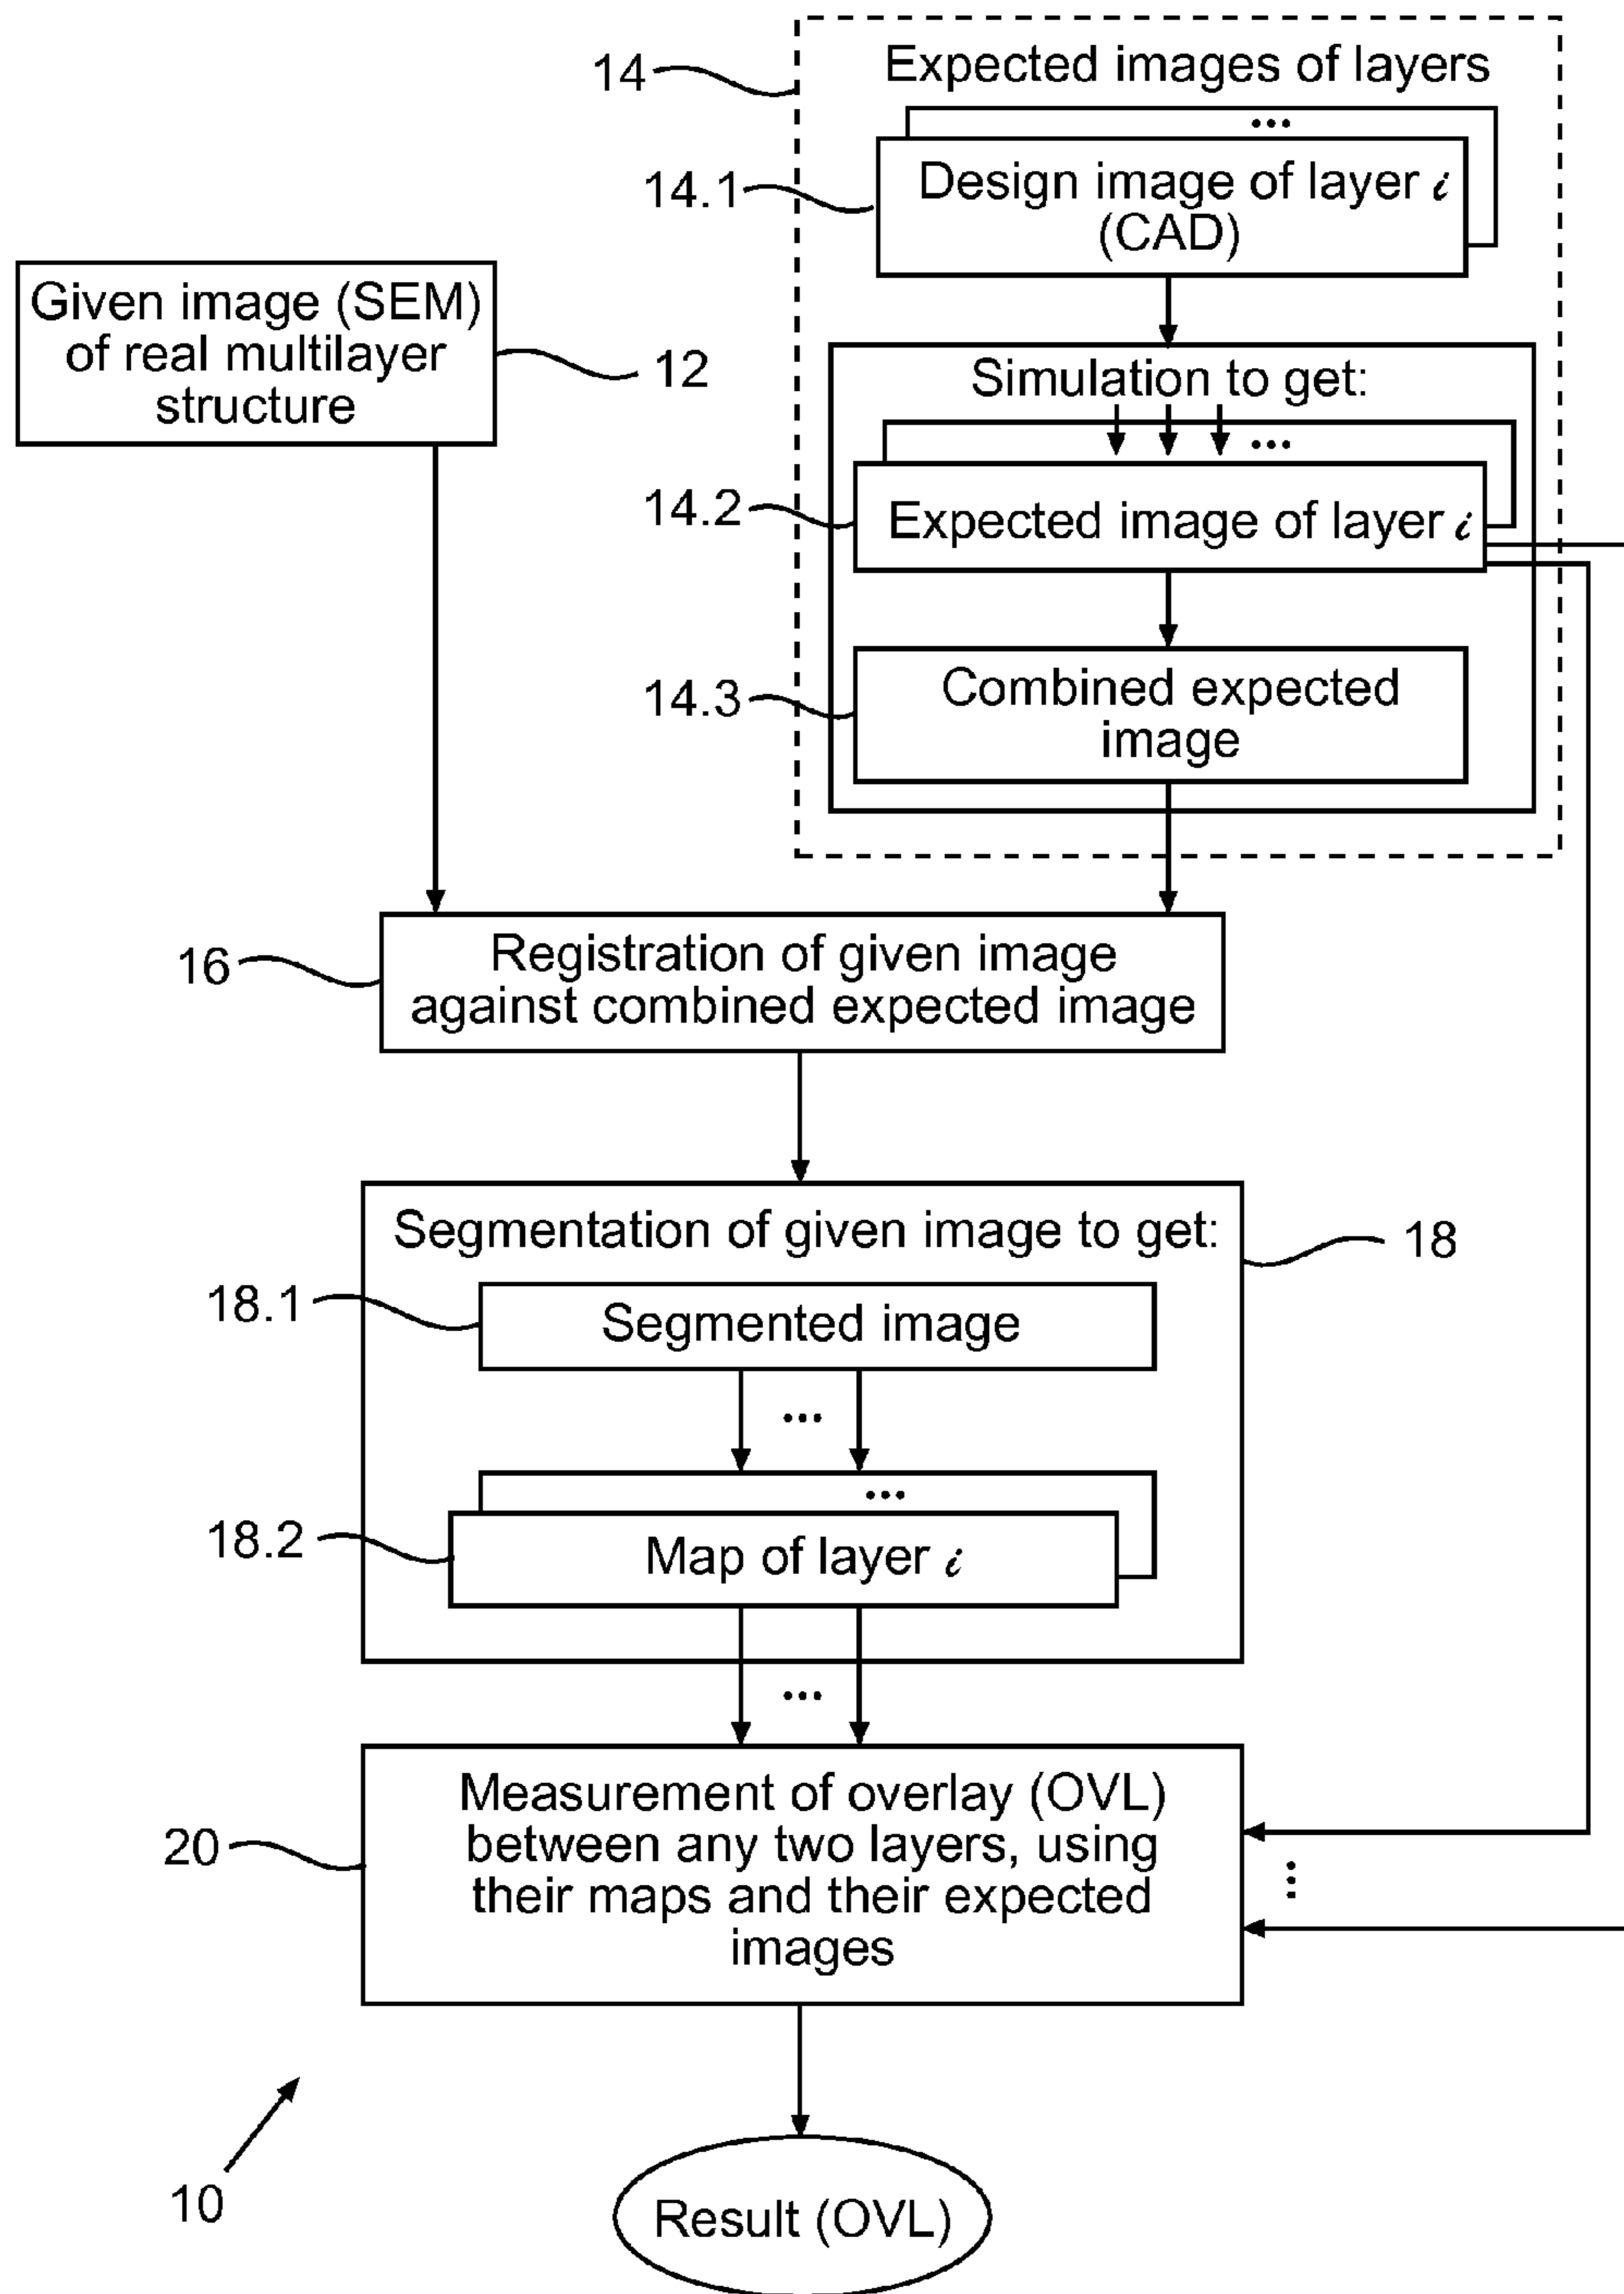 14
Expected images of layers
...
14.1
Design image of layer i
(CAD)
Given image (SEM)
of real multilayer
structure
12
Simulation to get:
...
14.2
Expected image of layer i
14.3
Combined expected
image
16
Registration of given image
against combined expected image
Segmentation of given image to get:
18
18.1
Segmented image
...
...
18.2
Map of layer i
...
20
Measurement of overlay (OVL)
between any two layers, using
their maps and their expected
images
...
10
Result (OVL)